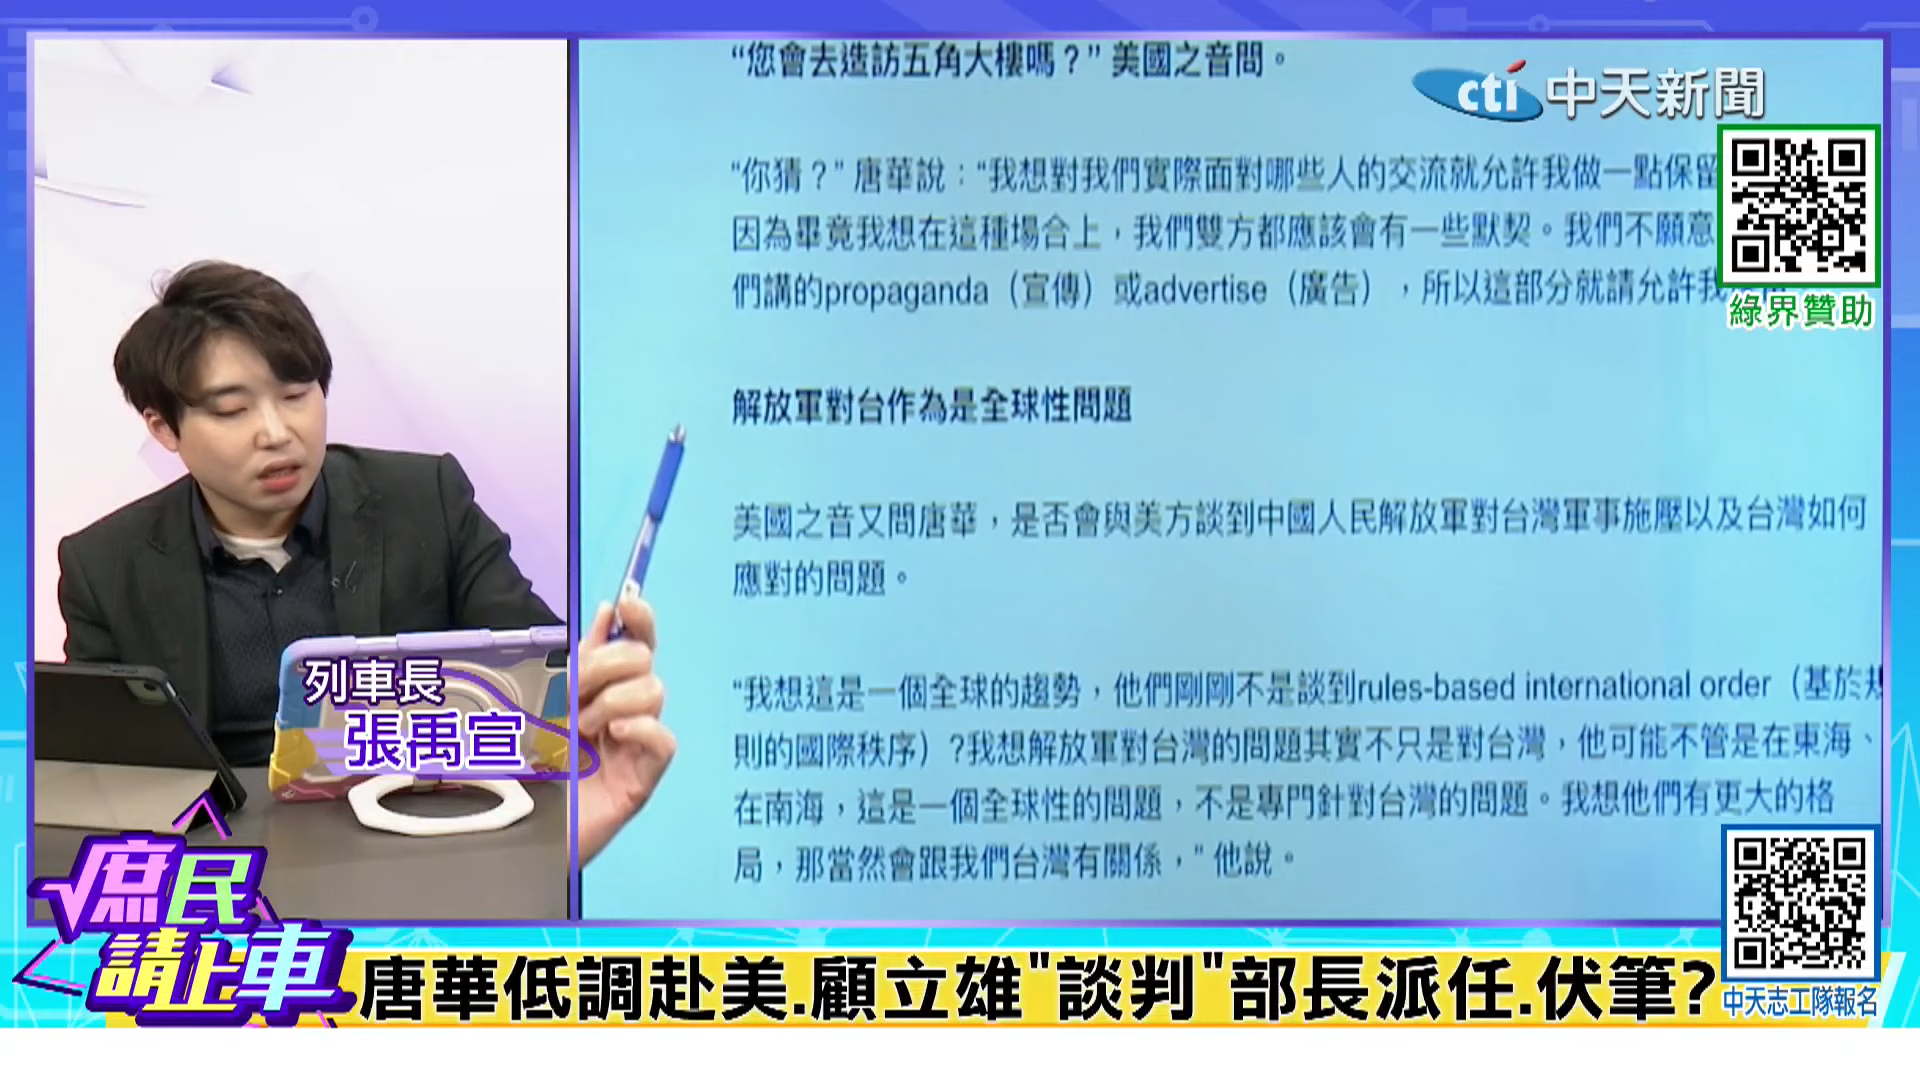 “您會去造訪五角大樓嗎？” 美國之音問。
cti 中天新聞
“你猜？” 唐華說：“我想對我們實際面對哪些人的交流就允許我做一點保留
因為畢竟我想在這種場合上，我們雙方都應該會有一些默契。我們不願意
們講的propaganda（宣傳）或advertise（廣告），所以這部分就請允許我
綠界贊助
解放軍對台作為是全球性問題
美國之音又問唐華，是否會與美方談到中國人民解放軍對台灣軍事施壓以及台灣如何
應對的問題。
“我想這是一個全球的趨勢，他們剛剛不是談到rules-based international order（基於規
則的國際秩序）?我想解放軍對台灣的問題其實不只是對台灣，他可能不管是在東海、
在南海，這是一個全球性的問題，不是專門針對台灣的問題。我想他們有更大的格
局，那當然會跟我們台灣有關係，” 他說。
列車長
張禹宣
庶民
請上車
唐華低調赴美.顧立雄"談判"部長派任.伏筆?
中天志工隊報名